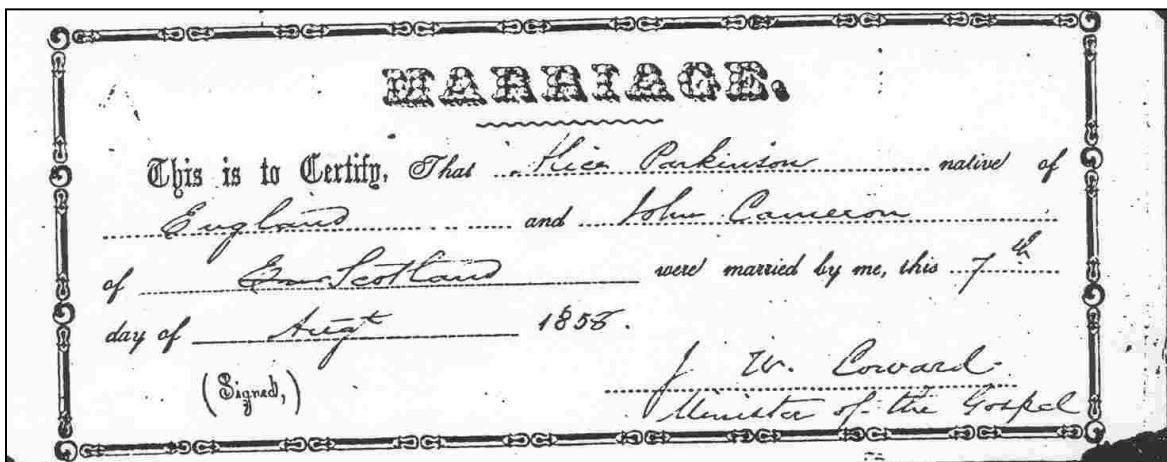 MARRIAGE.
This is to Certify, That Alice Parkinson native of
England and John Cameron
of Scotland were married by me, this 7th
day of Augt 1858.
(Signed,) J. W. Coward
Minister of the Gospel